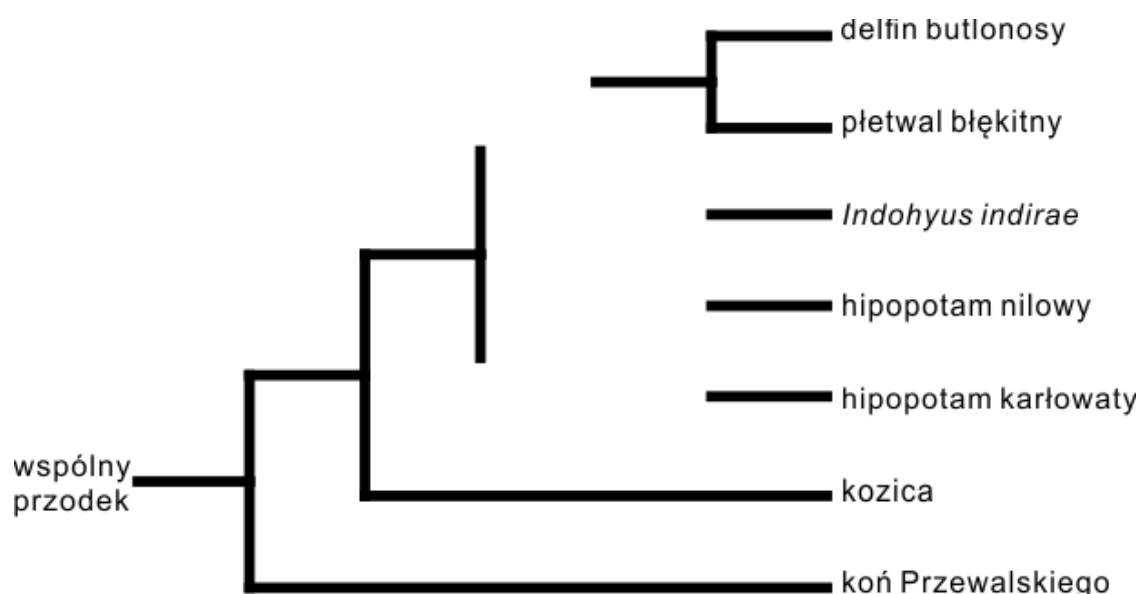 delfin butlonosy
płetwal błękitny
Indohyus indirae
hipopotam nilowy
hipopotam karłowaty
wspólny
przodek
kozica
koń Przewalskiego